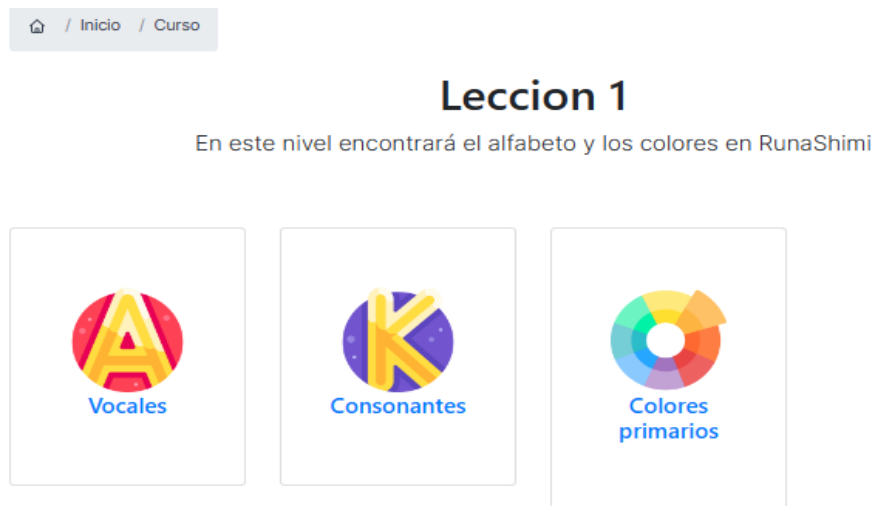 / Inicio / Curso
Leccion 1
En este nivel encontrará el alfabeto y los colores en RunaShimi
A
K
Vocales
Consonantes
Colores
primarios